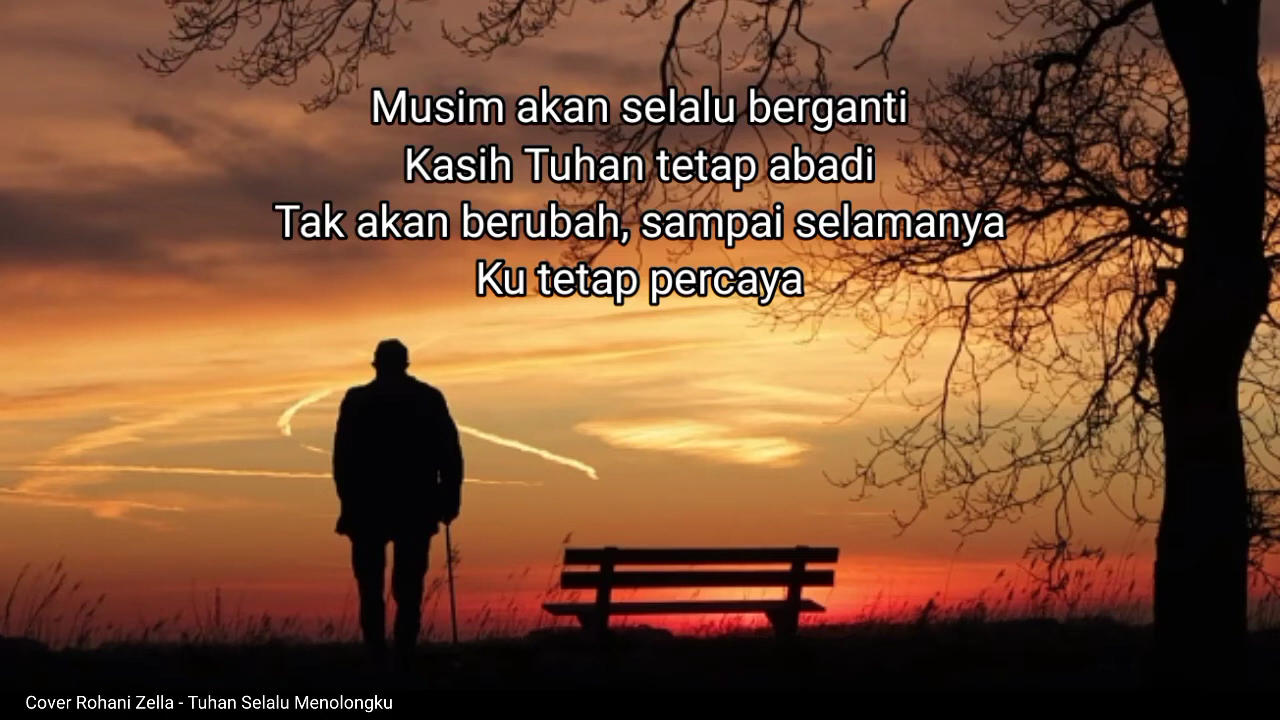 Musim akan selalu berganti
Kasih Tuhan tetap abadi
Tak akan berubah, sampai selamanya
Ku tetap percaya
Cover Rohani Zella - Tuhan Selalu Menolongku